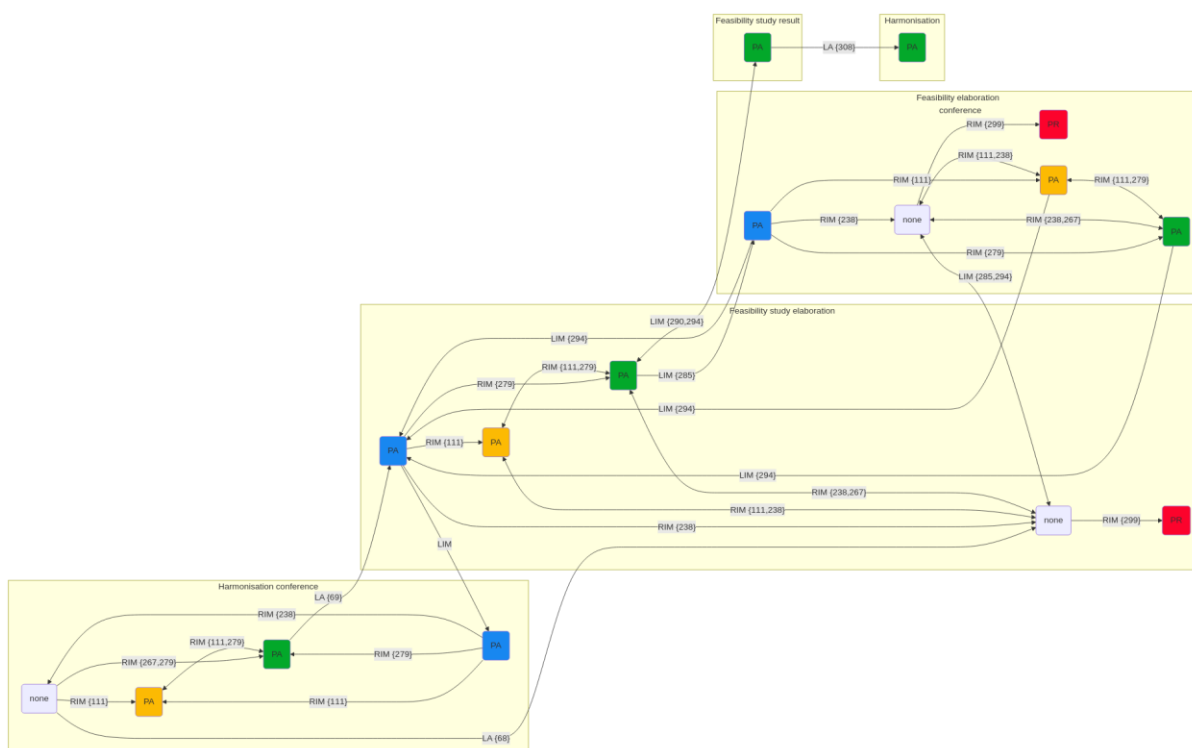 Feasibility study result
Harmonisation
PA
LA {308}
PA
Feasibility elaboration
conference
RIM {299}
PR
RIM {111,238}
RIM {111}
PA
RIM {111,279}
PA
RIM {238}
none
RIM {238,267}
PA
RIM {279}
LIM {285,294}
Feasibility study elaboration
LIM {290,294}
LIM {294}
RIM {111,279}
PA
LIM {285}
RIM {279}
LIM {294}
PA
RIM {111}
PA
LIM {294}
RIM {238,267}
RIM {111,238}
RIM {238}
none
RIM {299}
PR
LIM
Harmonisation conference
LA {69}
RIM {238}
RIM {111,279}
PA
RIM {279}
PA
RIM {267,279}
none
RIM {111}
PA
RIM {111}
LA {68}